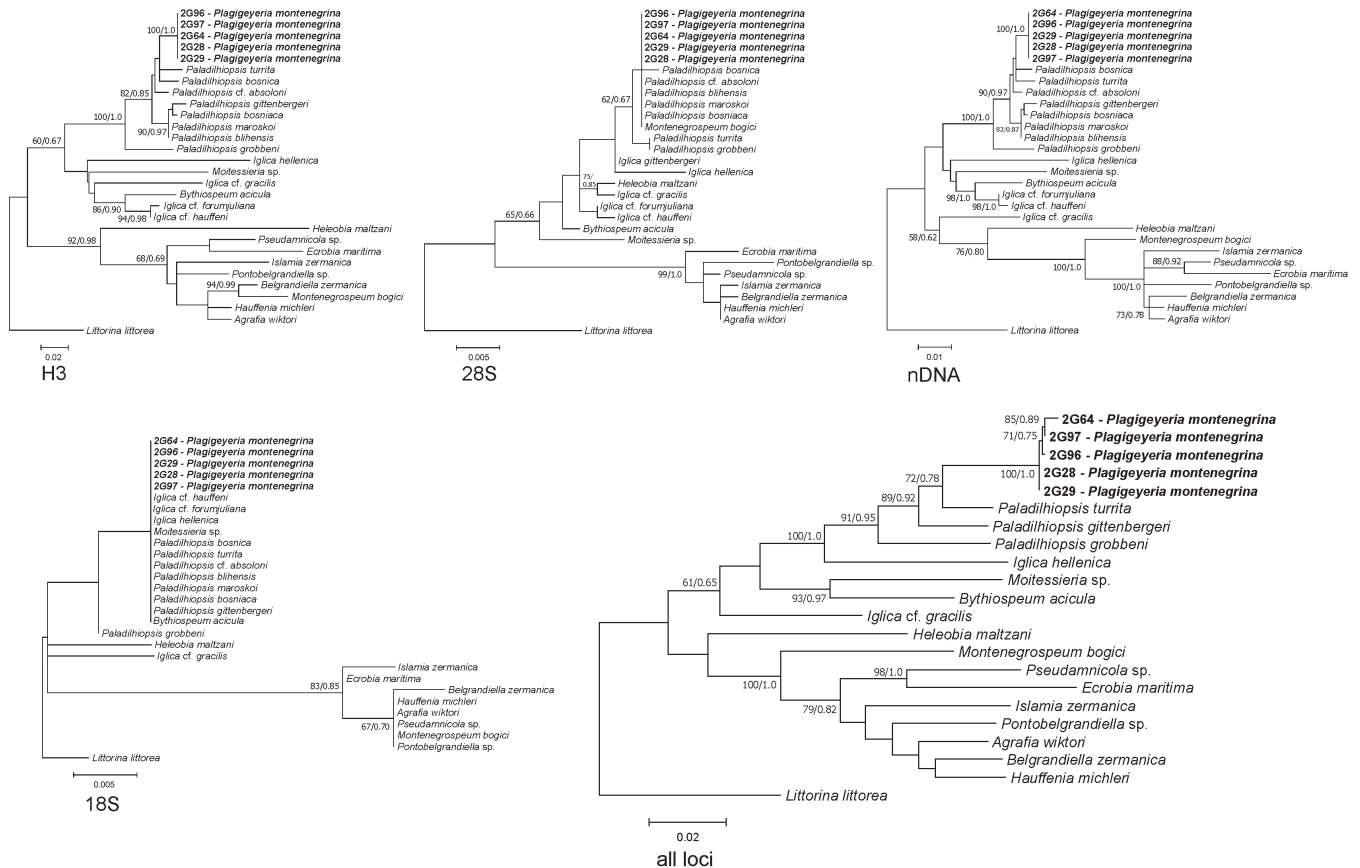 2G96 - Plagigeyeria montenegrina
2G97 - Plagigeyeria montenegrina
2G64 - Plagigeyeria montenegrina
2G28 - Plagigeyeria montenegrina
2G29 - Plagigeyeria montenegrina
100/1.0
Paladilhiopsis turrita
Paladilhiopsis bosnica
82/0.85
Paladilhiopsis cf. absoloni
Paladilhiopsis gittenbergeri
Paladilhiopsis bosniaca
100/1.0
Paladilhiopsis maroskoi
90/0.97
Paladilhiopsis blihensis
60/0.67
Paladilhiopsis grobbeni
Iglica hellenica
Moitessieria sp.
Iglica cf. gracilis
Bythiospeum acicula
86/0.90
Iglica cf. forumjuliana
94/0.98
Iglica cf. hauffeni
Heleobia maltzani
92/0.98
Pseudamnicola sp.
Ecrobia maritima
68/0.69
Islamia zermanica
Pontobelgrandiella sp.
94/0.99
Belgrandiella zermanica
Montenegrospeum bogici
Hauffenia michleri
Agrafia wiktori
Littorina littorea
0.02
H3
2G96 - Plagigeyeria montenegrina
2G97 - Plagigeyeria montenegrina
2G64 - Plagigeyeria montenegrina
2G29 - Plagigeyeria montenegrina
2G28 - Plagigeyeria montenegrina
Paladilhiopsis bosnica
Paladilhiopsis cf. absoloni
Paladilhiopsis blihensis
62/0.67
Paladilhiopsis maroskoi
Paladilhiopsis bosniaca
Montenegrospeum bogici
Paladilhiopsis turrita
Paladilhiopsis grobbeni
Iglica gittenbergeri
Iglica hellenica
75/
0.85
Heleobia maltzani
Iglica cf. gracilis
Iglica cf. forumjuliana
65/0.66
Iglica cf. hauffeni
Bythiospeum acicula
Moitessieria sp.
Ecrobia maritima
Pontobelgrandiella sp.
99/1.0
Pseudamnicola sp.
Islamia zermanica
Belgrandiella zermanica
Hauffenia michleri
Agrafia wiktori
Littorina littorea
0.005
28S
2G64 - Plagigeyeria montenegrina
2G96 - Plagigeyeria montenegrina
100/1.0
2G29 - Plagigeyeria montenegrina
2G28 - Plagigeyeria montenegrina
2G97 - Plagigeyeria montenegrina
Paladilhiopsis bosnica
Paladilhiopsis turrita
90/0.97
Paladilhiopsis cf. absoloni
Paladilhiopsis gittenbergeri
Paladilhiopsis bosniaca
100/1.0
82/0.87
Paladilhiopsis maroskoi
Paladilhiopsis blihensis
Paladilhiopsis grobbeni
Iglica hellenica
Moitessieria sp.
Bythiospeum acicula
98/1.0
Iglica cf. forumjuliana
98/1.0
Iglica cf. hauffeni
Iglica cf. gracilis
58/0.62
Heleobia maltzani
76/0.80
Montenegrospeum bogici
Islamia zermanica
100/1.0
88/0.92
Pseudamnicola sp.
Ecrobia maritima
100/1.0
Pontobelgrandiella sp.
Belgrandiella zermanica
Hauffenia michleri
73/0.78
Agrafia wiktori
Littorina littorea
0.01
nDNA
2G64 - Plagigeyeria montenegrina
2G96 - Plagigeyeria montenegrina
2G29 - Plagigeyeria montenegrina
2G28 - Plagigeyeria montenegrina
2G97 - Plagigeyeria montenegrina
Iglica cf. hauffeni
Iglica cf. forumjuliana
Iglica hellenica
Moitessieria sp.
Paladilhiopsis bosnica
Paladilhiopsis turrita
Paladilhiopsis cf. absoloni
Paladilhiopsis blihensis
Paladilhiopsis maroskoi
Paladilhiopsis bosniaca
Paladilhiopsis gittenbergeri
Bythiospeum acicula
Paladilhiopsis grobbeni
Heleobia maltzani
Iglica cf. gracilis
Islamia zermanica
83/0.85
Ecrobia maritima
Belgrandiella zermanica
Hauffenia michleri
Agrafia wiktori
67/0.70
Pseudamnicola sp.
Montenegrospeum bogici
Pontobelgrandiella sp.
Littorina littorea
0.005
18S
85/0.89
2G64 - Plagigeyeria montenegrina
71/0.75
2G97 - Plagigeyeria montenegrina
2G96 - Plagigeyeria montenegrina
100/1.0
2G28 - Plagigeyeria montenegrina
2G29 - Plagigeyeria montenegrina
72/0.78
Paladilhiopsis turrita
89/0.92
Paladilhiopsis gittenbergeri
91/0.95
Paladilhiopsis grobbeni
100/1.0
Iglica hellenica
61/0.65
Moitessieria sp.
93/0.97
Bythiospeum acicula
Iglica cf. gracilis
Heleobia maltzani
Montenegrospeum bogici
98/1.0
Pseudamnicola sp.
100/1.0
Ecrobia maritima
79/0.82
Islamia zermanica
Pontobelgrandiella sp.
Agrafia wiktori
Belgrandiella zermanica
Hauffenia michleri
Littorina littorea
0.02
all loci